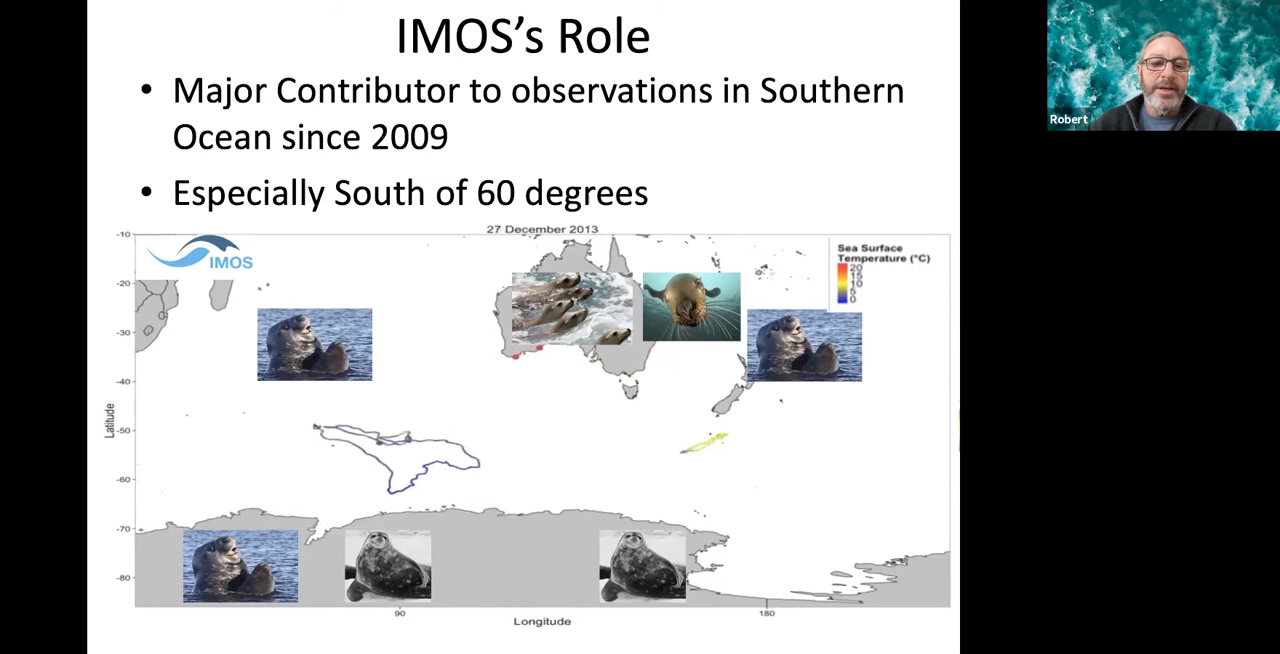 IMOS's Role
• Major Contributor to observations in Southern
Ocean since 2009
• Especially South of 60 degrees
27 December 2013
IMOS
Sea Surface
Temperature (°C)
20
15
10
5
0
-10
-20
-30
-40
-50
-60
-70
-80
Latitude
90
180
Longitude
Robert